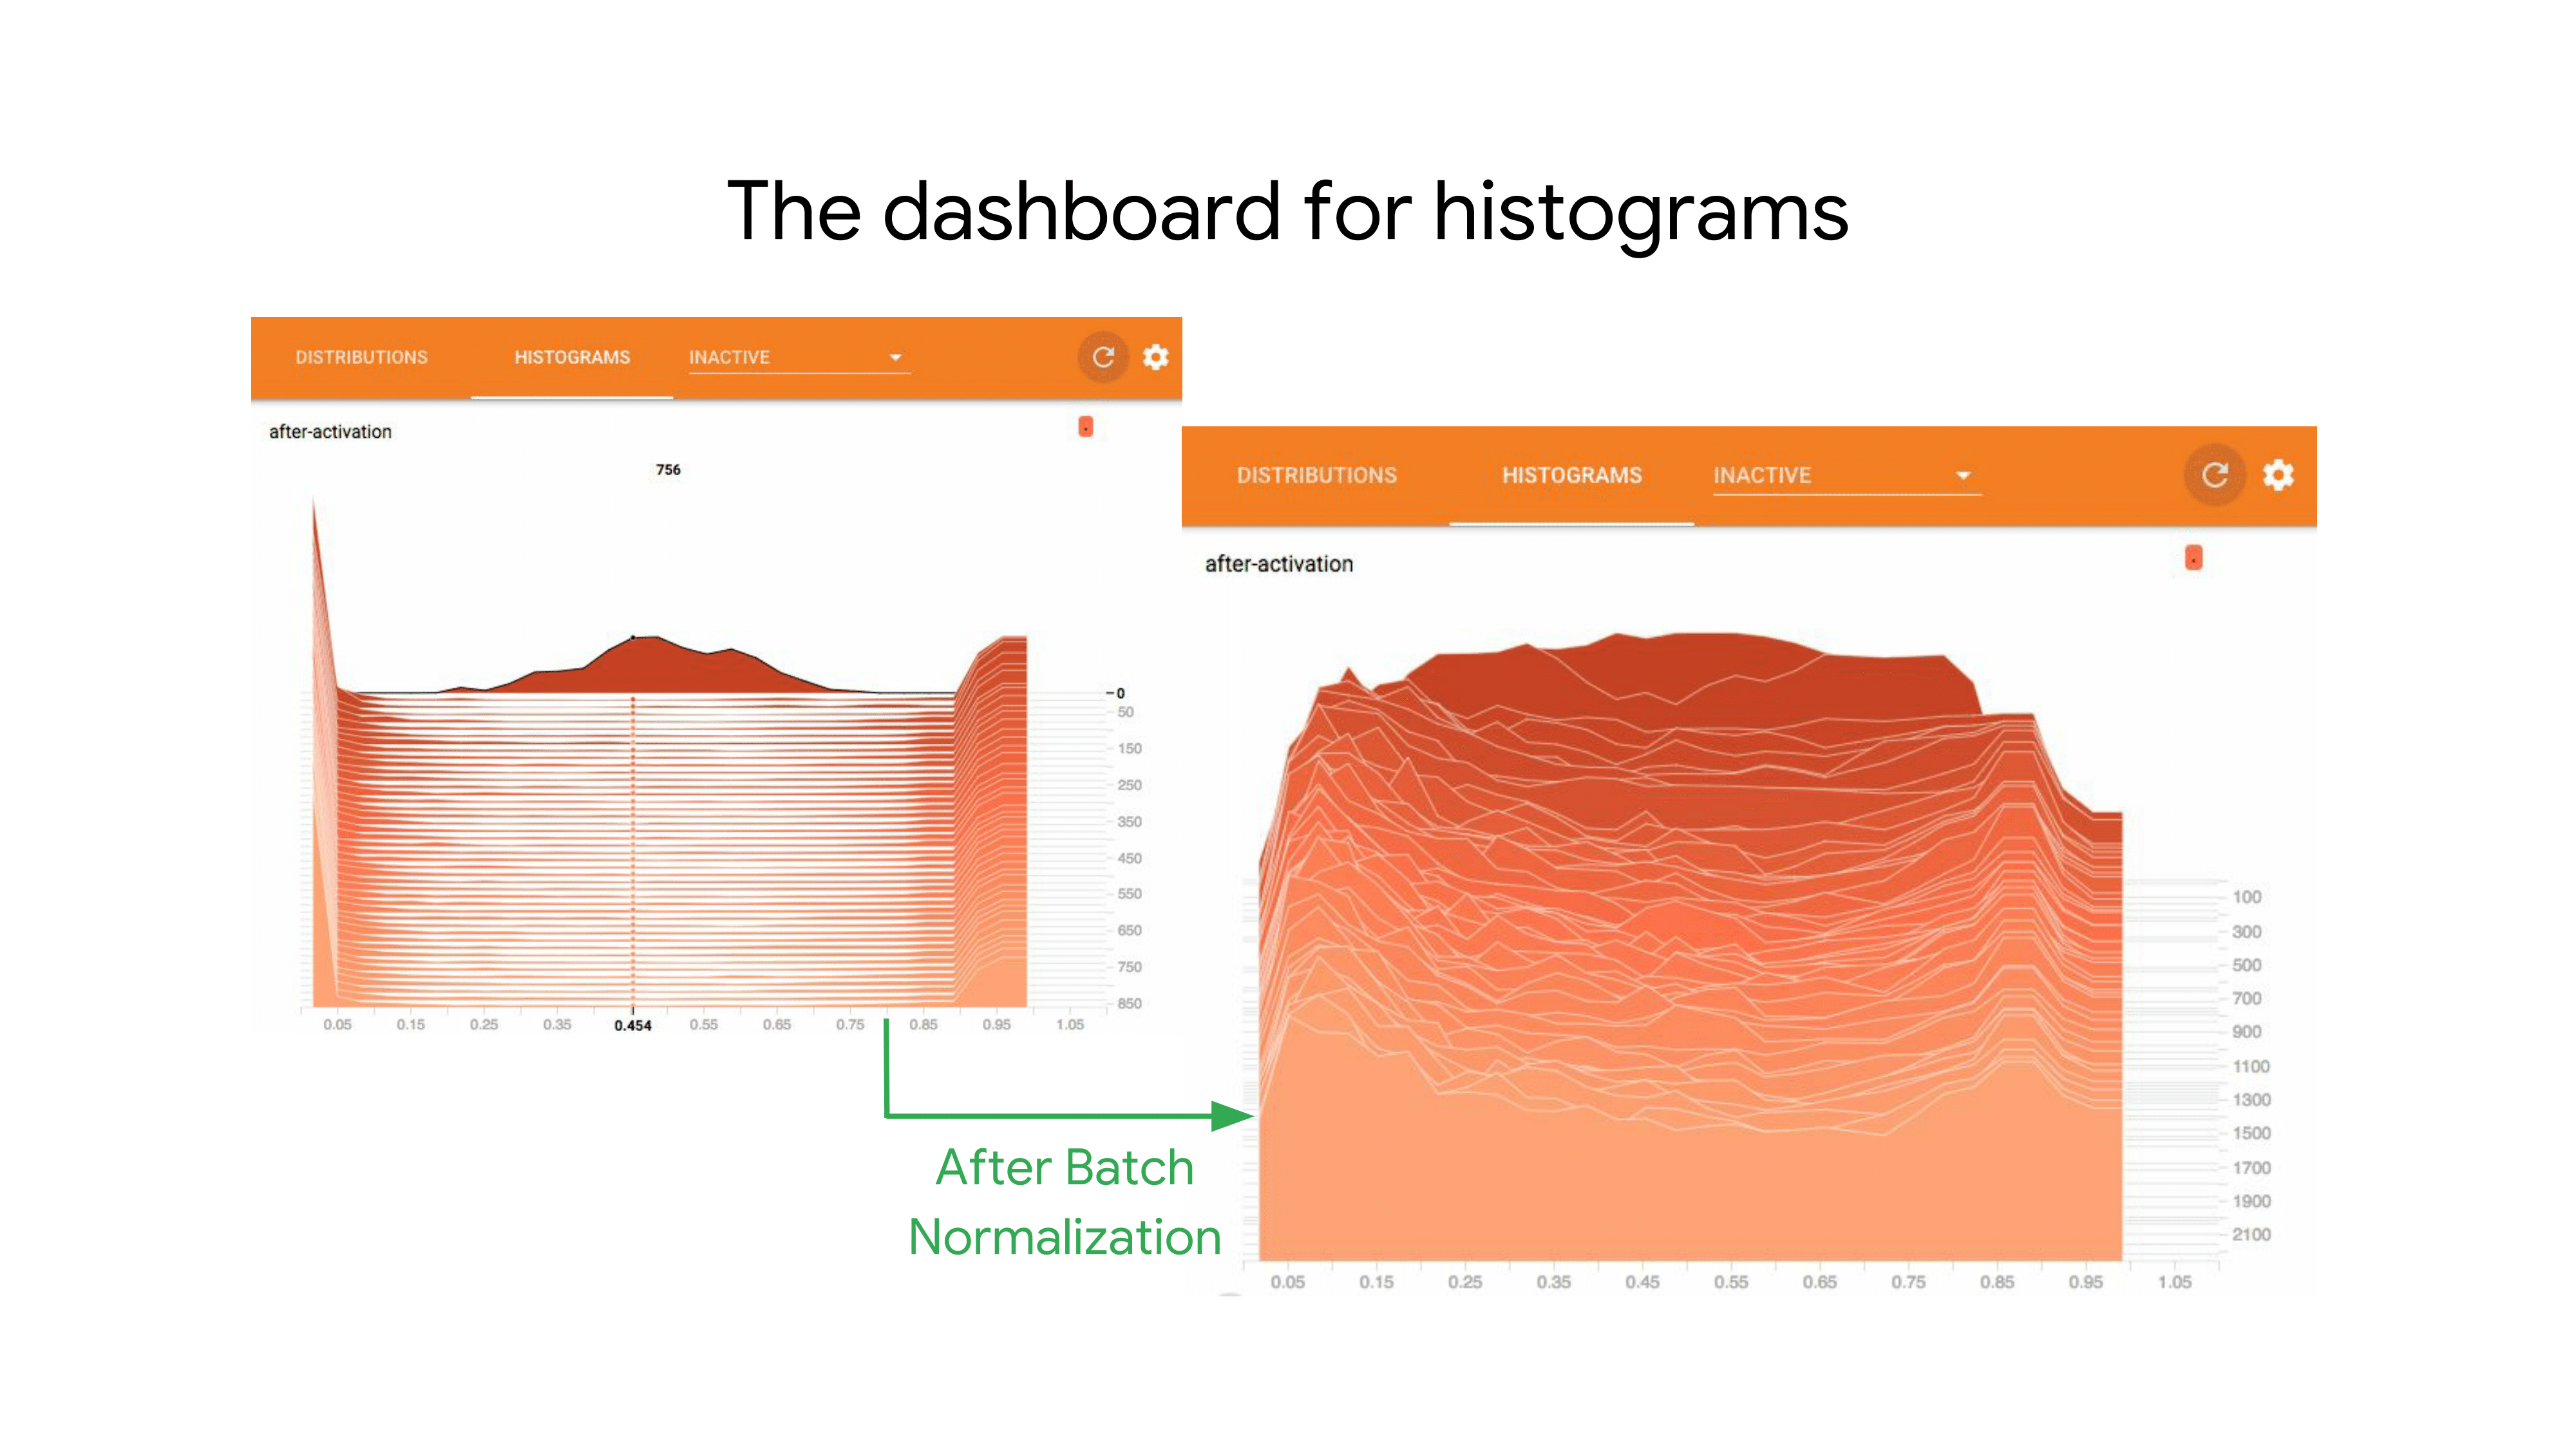 The dashboard for histograms
DISTRIBUTIONS HISTOGRAMS INACTIVE
after-activation
756
0
50
150
250
350
450
550
650
750
850
0.05 0.15 0.25 0.35 0.454 0.55 0.65 0.75 0.85 0.95 1.05
After Batch
Normalization
DISTRIBUTIONS HISTOGRAMS INACTIVE
after-activation
100
300
500
700
900
1100
1300
1500
1700
1900
2100
0.05 0.15 0.25 0.35 0.45 0.55 0.65 0.75 0.85 0.95 1.05